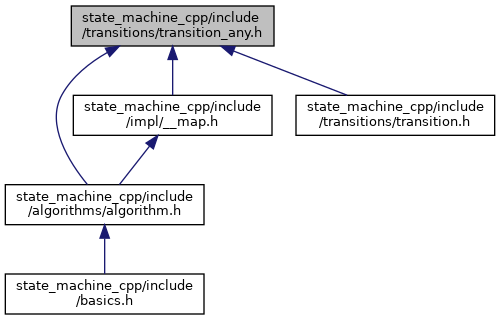 state_machine_cpp/include
/transitions/transition_any.h
state_machine_cpp/include
/impl/__map.h
state_machine_cpp/include
/transitions/transition.h
state_machine_cpp/include
/algorithms/algorithm.h
state_machine_cpp/include
/basics.h